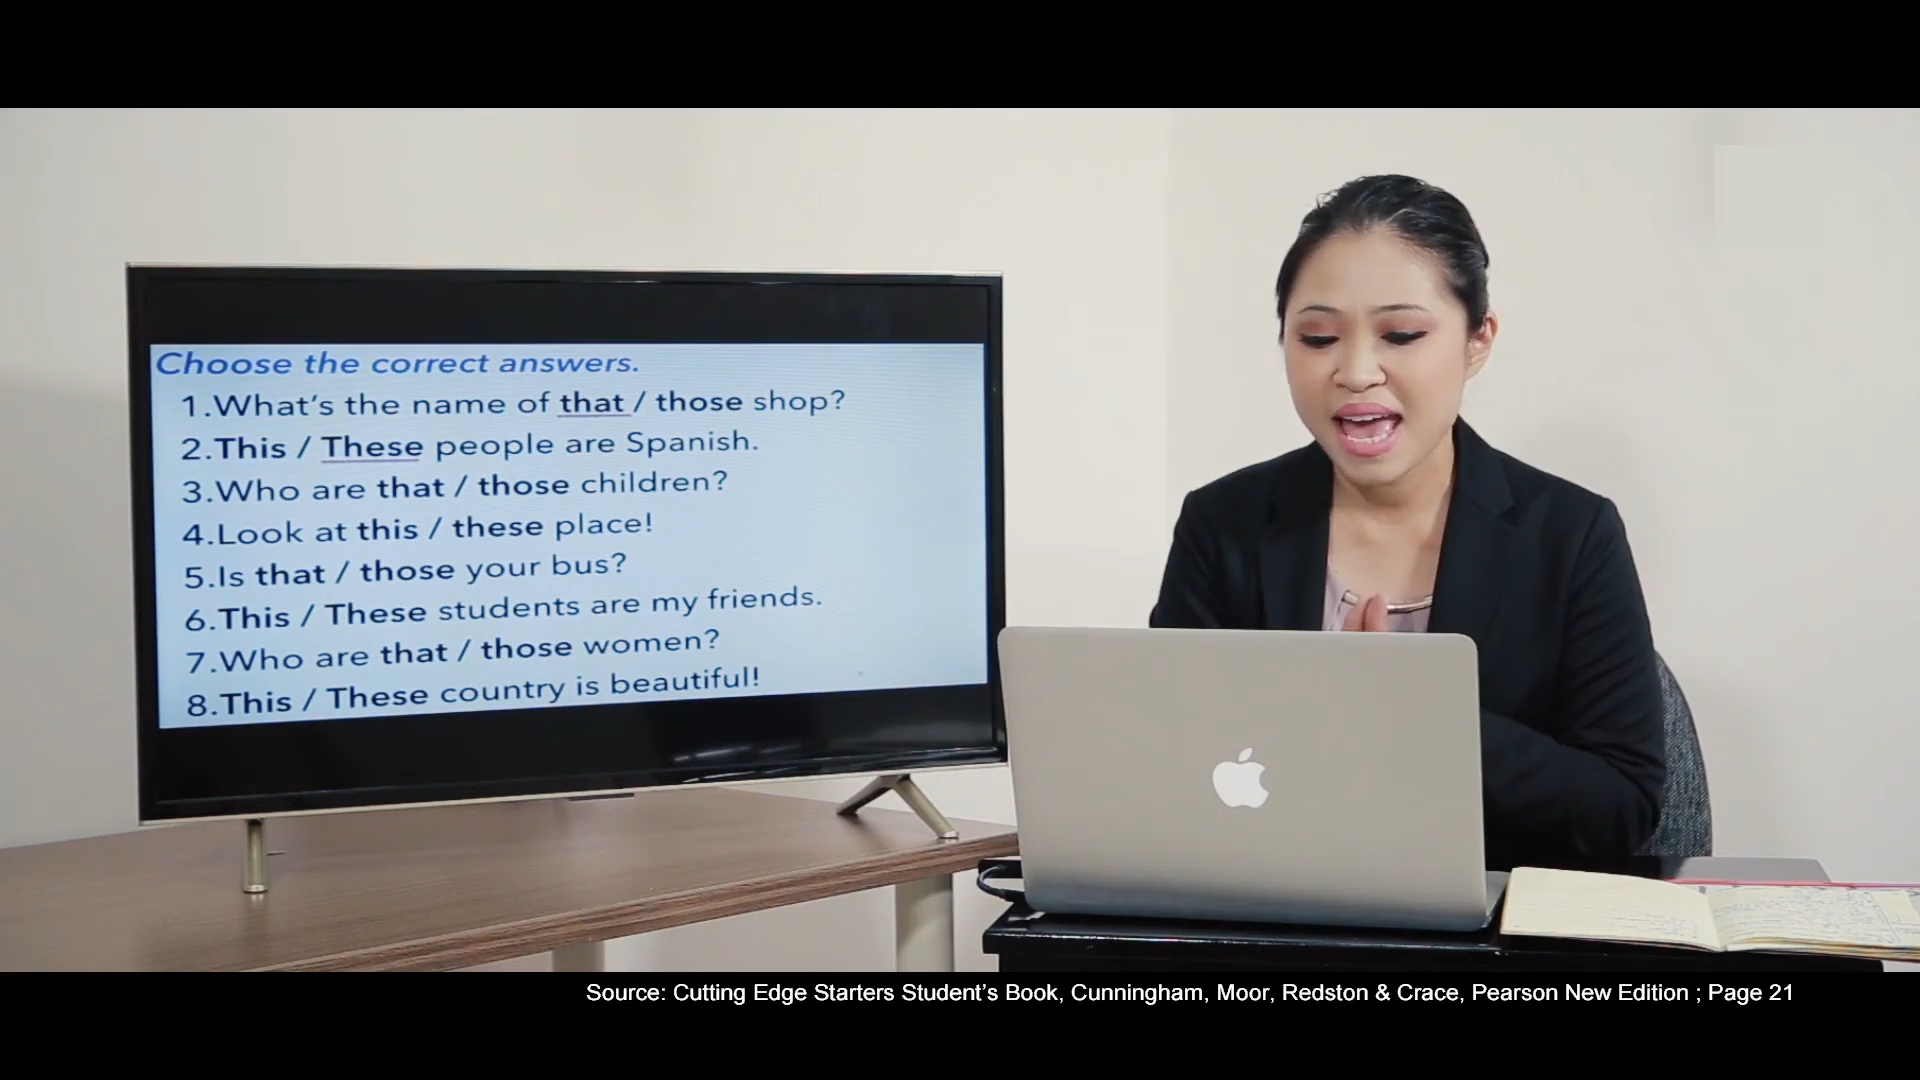 Choose the correct answers.
1.What's the name of that / those shop?
2.This / These people are Spanish.
3.Who are that / those children?
4.Look at this / these place!
5.Is that / those your bus?
6.This / These students are my friends.
7.Who are that / those women?
8.This / These country is beautiful!
Source: Cutting Edge Starters Student’s Book, Cunningham, Moor, Redston & Crace, Pearson New Edition ; Page 21